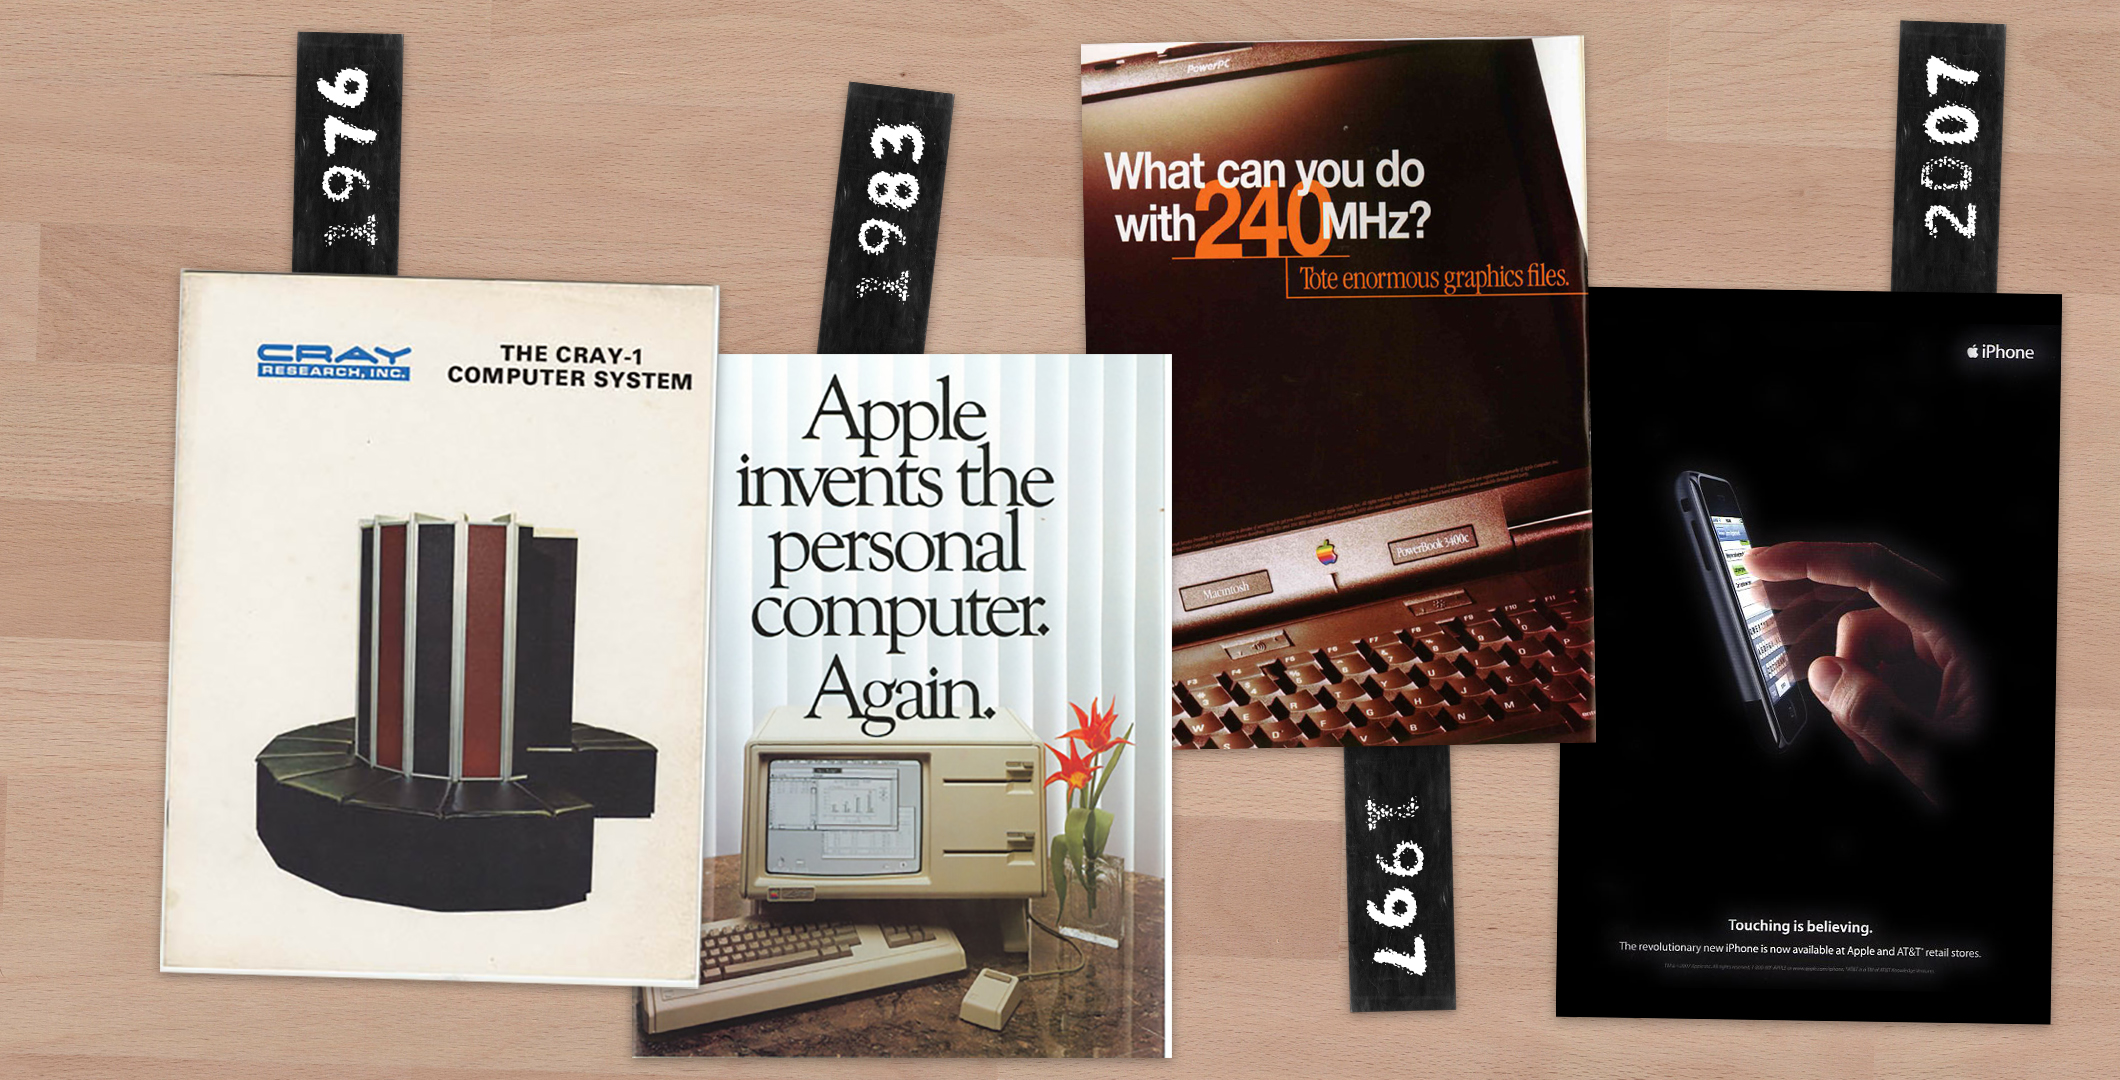 1976
CRAY
RESEARCH, INC.
THE CRAY-1
COMPUTER SYSTEM
1983
Apple
invents the
personal
computer.
Again.
PowerPC
What can you do
with 240 MHz?
Tote enormous graphics files.
Macintosh
PowerBook 3400c
1997
2007
iPhone
Touching is believing.
The revolutionary new iPhone is now available at Apple and AT&T retail stores.